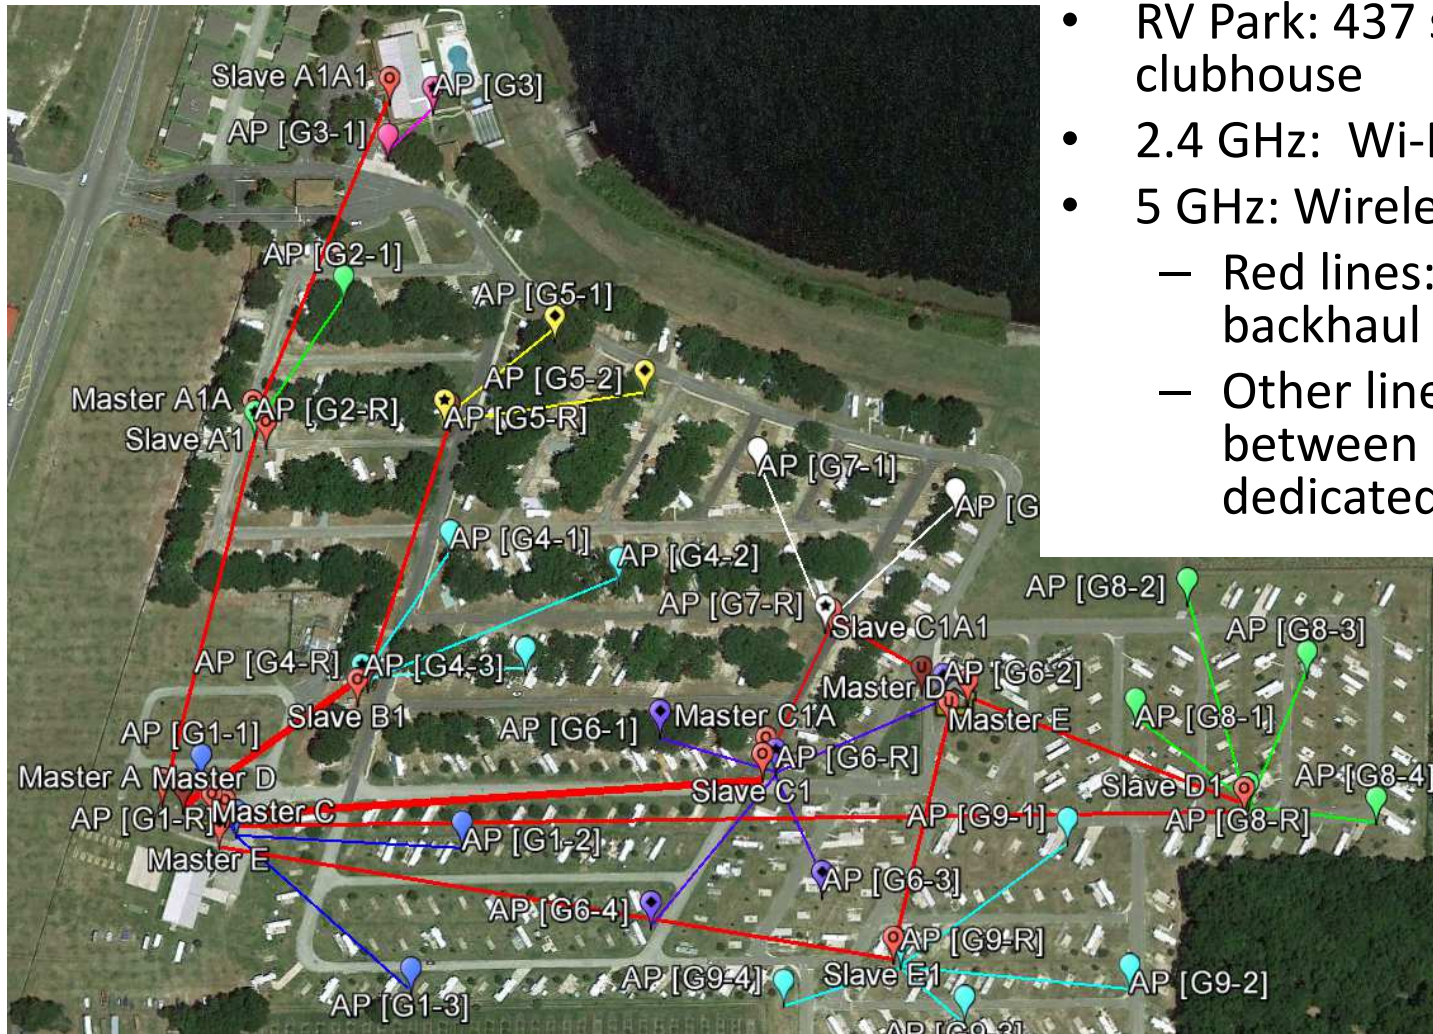 • RV Park: 437
clubhouse
• 2.4 GHz: Wi-
• 5 GHz:
– Red lines:
backhaul
– Other
between
dedicated
Slave A1A1
AP [G3]
AP [G3-1]
AP [G2-1]
AP [G5-1]
AP [G5-2]
Master A1A
AP [G2-R]
AP [G5-R]
Slave A1
AP [G7-1]
AP [G
AP [G4-1]
AP [G4-2]
AP [G8-2]
AP [G7-R]
Slave C1A1
AP [G8-3]
AP [G4-R]
AP [G4-3]
AP [G6-2]
Master D
Slave B1
AP [G6-1]
Master C1A
Master E
AP [G8-1]
AP [G1-1]
AP [G6-R]
Master A
Master D
Slave C1
Slave D1
AP [G8-4]
AP [G1-R]
Master C
AP [G9-1]
AP [G8-R]
AP [G1-2]
Master E
AP [G6-3]
AP [G6-4]
AP [G9-R]
AP [G9-4]
Slave E1
AP [G9-2]
AP [G1-3]
AP [G9-3]